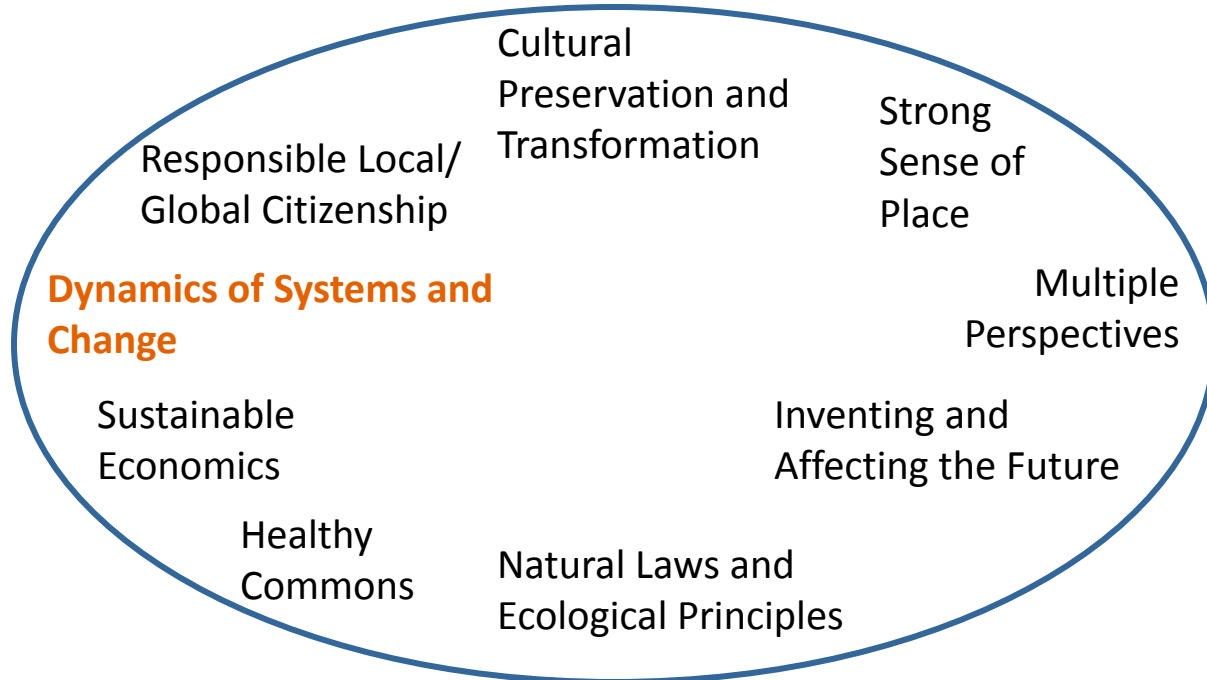 Cultural
Preservation and
Transformation
Strong
Sense of
Place
Responsible Local/
Global Citizenship
Dynamics of Systems and
Change
Multiple
Perspectives
Sustainable
Economics
Inventing and
Affecting the Future
Healthy
Commons
Natural Laws and
Ecological Principles